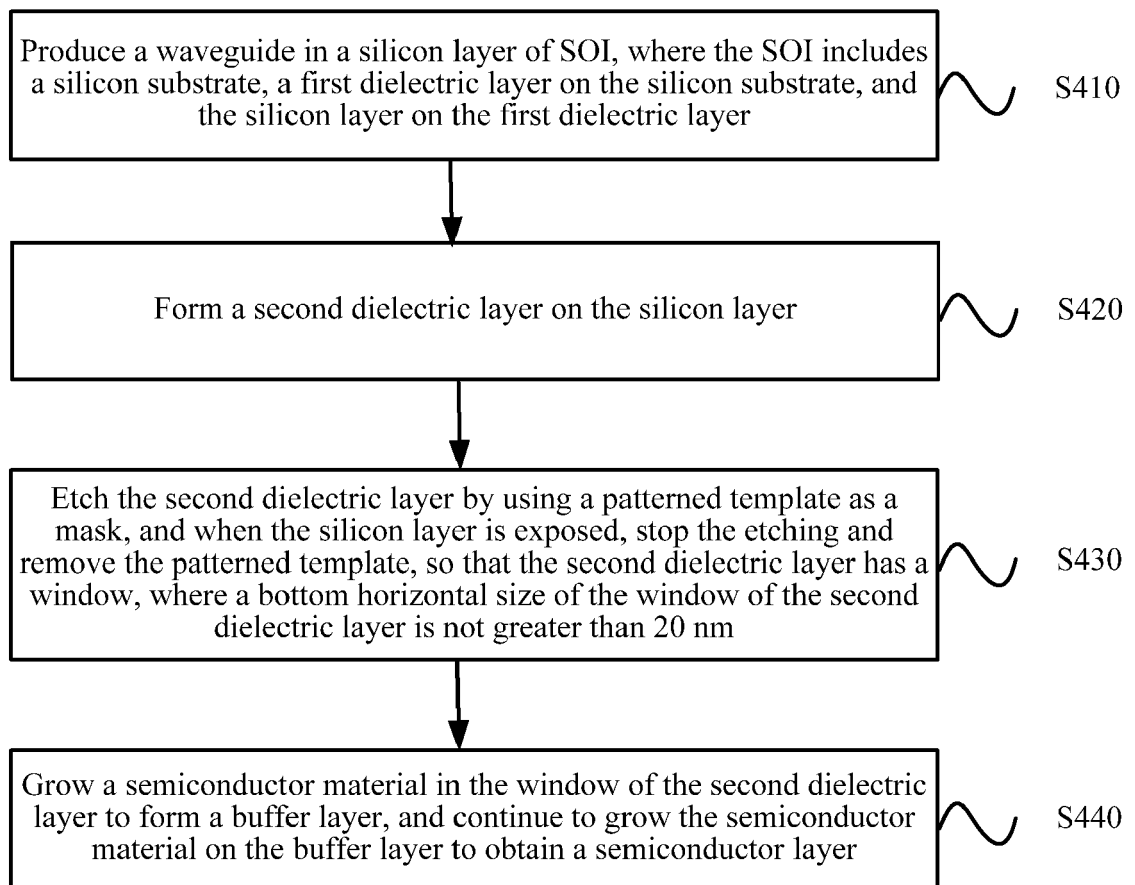 Produce a waveguide in a silicon layer of SOI, where the SOI includes
a silicon substrate, a first dielectric layer on the silicon substrate, and
the silicon layer on the first dielectric layer
S410
Form a second dielectric layer on the silicon layer
S420
Etch the second dielectric layer by using a patterned template as a
mask, and when the silicon layer is exposed, stop the etching and
remove the patterned template, so that the second dielectric layer has a
window, where a bottom horizontal size of the window of the second
dielectric layer is not greater than 20 nm
S430
Grow a semiconductor material in the window of the second dielectric
layer to form a buffer layer, and continue to grow the semiconductor
material on the buffer layer to obtain a semiconductor layer
S440